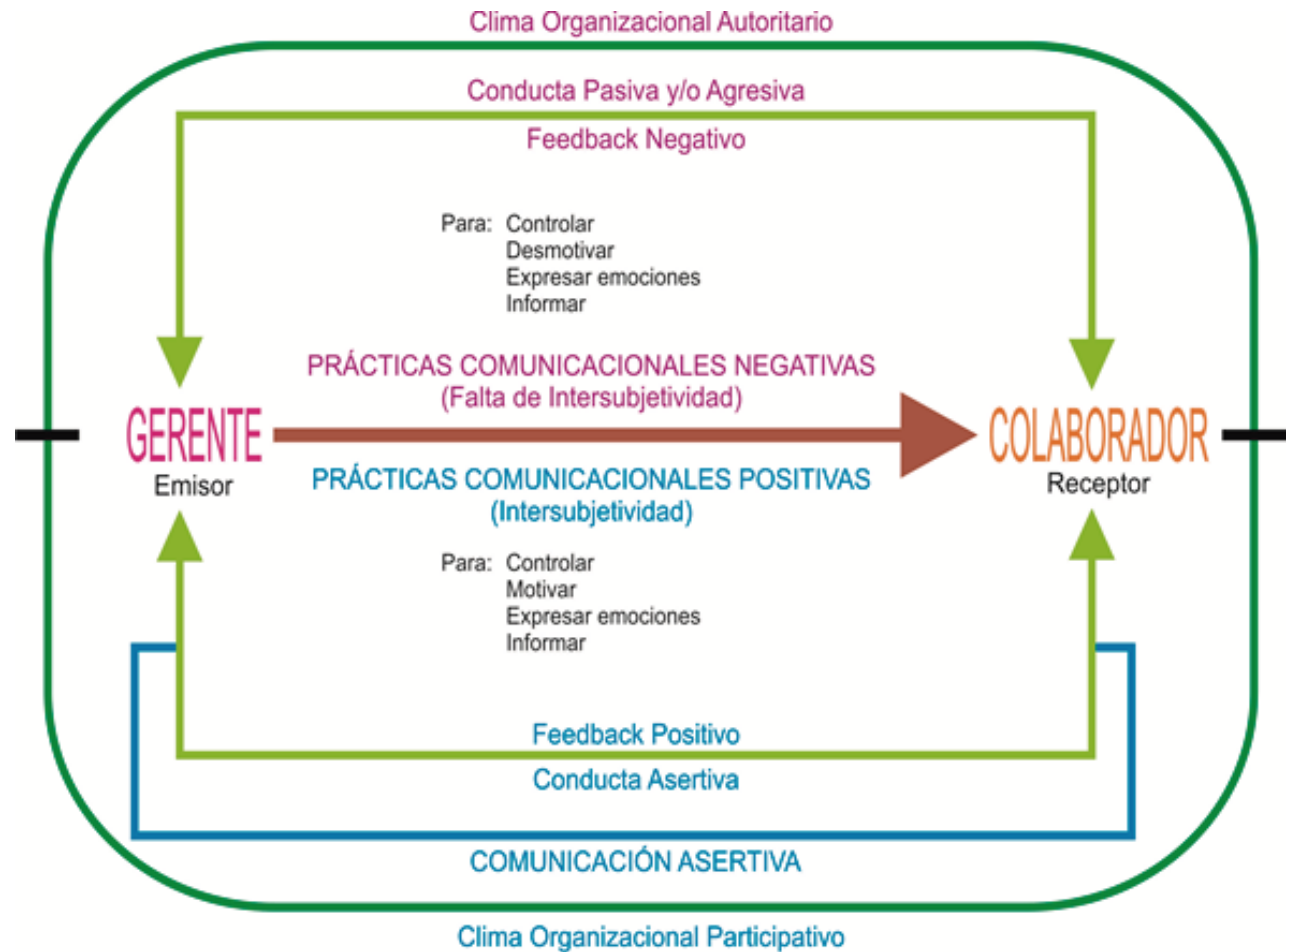 Clima Organizacional Autoritario
Conducta Pasiva y/o Agresiva
Feedback Negativo
Para: Controlar
Desmotivar
Expresar emociones
Informar
PRÁCTICAS COMUNICACIONALES NEGATIVAS
(Falta de Intersubjetividad)
GERENTE
Emisor
COLABORADOR
Receptor
PRÁCTICAS COMUNICACIONALES POSITIVAS
(Intersubjetividad)
Para: Controlar
Motivar
Expresar emociones
Informar
Feedback Positivo
Conducta Asertiva
COMUNICACIÓN ASERTIVA
Clima Organizacional Participativo